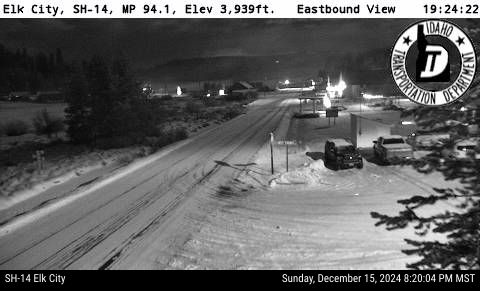 Elk City, SH-14, MP 94.1, Elev 3,939ft. Eastbound View 19:24:22
IDAHO
TRANSPORTATION DEPARTMENT
SH-14 Elk City
Sunday, December 15, 2024 8:20:04 PM MST